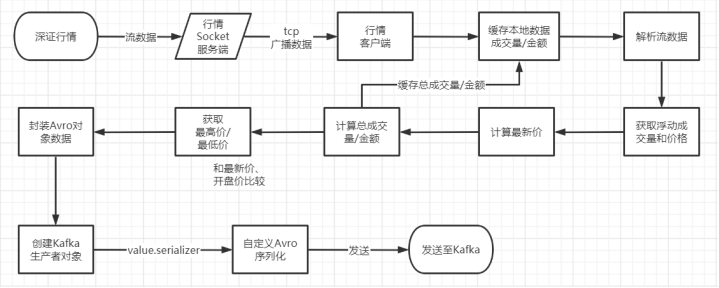 深证行情
流数据
行情
Socket
服务端
tcp
广播数据
行情
客户端
缓存本地数据
成交量/金额
解析流数据
缓存总成交量/金额
封装Avro对
象数据
获取
最高价/
最低价
计算总成交
量/金额
计算最新价
获取浮动成
交量和价格
和最新价、
开盘价比较
创建Kafka
生产者对象
value.serializer
自定义Avro
序列化
发送
发送至Kafka